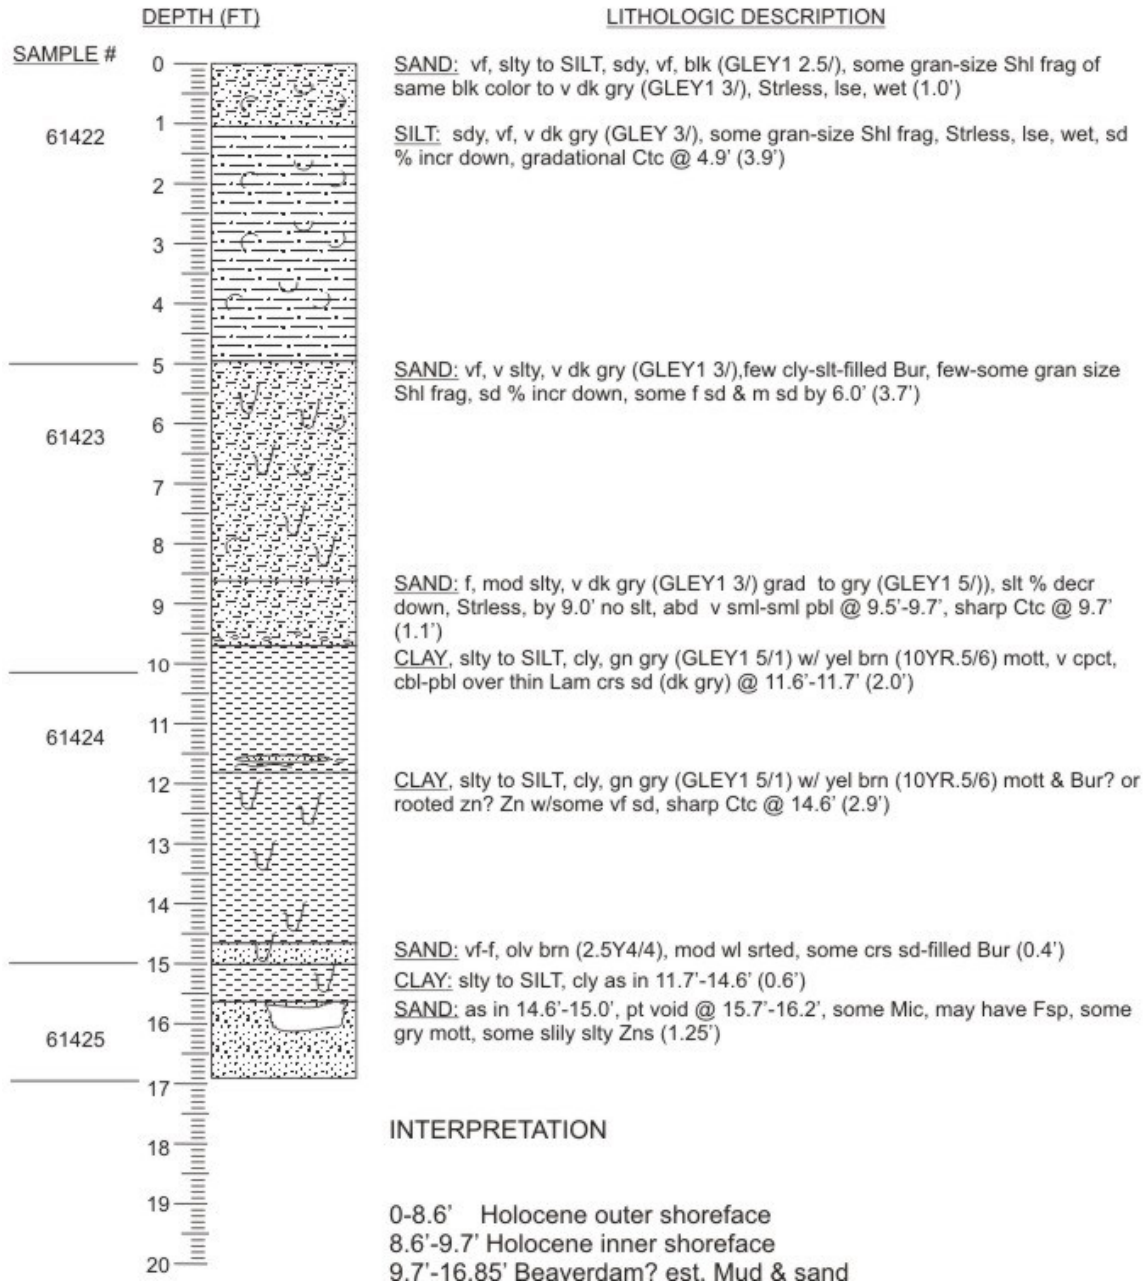 DEPTH (FT)
LITHOLOGIC DESCRIPTION
SAMPLE #
0
SAND: vf, slty to SILT, sdy, vf, blk (GLEY1 2.5/), some gran-size Shl frag of
same blk color to v dk gry (GLEY1 3/), Strless, lse, wet (1.0’)
1
61422
SILT: sdy, vf, v dk gry (GLEY 3/), some gran-size Shl frag, Strless, lse, wet, sd
% incr down, gradational Ctc @ 4.9’ (3.9’)
2
3
4
5
SAND: vf, v slty, v dk gry (GLEY1 3/),few cly-slt-filled Bur, few-some gran size
Shl frag, sd % incr down, some f sd & m sd by 6.0’ (3.7’)
6
61423
7
8
SAND: f, mod slty, v dk gry (GLEY1 3/) grad to gry (GLEY1 5/)), slt % decr
down, Strless, by 9.0’ no slt, abd v sml-sml pbl @ 9.5’-9.7’, sharp Ctc @ 9.7’
(1.1’)
9
10
CLAY, slty to SILT, cly, gn gry (GLEY1 5/1) w/ yel brn (10YR.5/6) mott, v cpct,
cbl-pbl over thin Lam crs sd (dk gry) @ 11.6’-11.7’ (2.0’)
11
61424
12
CLAY, slty to SILT, cly, gn gry (GLEY1 5/1) w/ yel brn (10YR.5/6) mott & Bur? or
rooted zn? Zn w/some vf sd, sharp Ctc @ 14.6’ (2.9’)
13
14
SAND: vf-f, olv brn (2.5Y4/4), mod wl srted, some crs sd-filled Bur (0.4’)
15
CLAY: slty to SILT, cly as in 11.7’-14.6’ (0.6’)
SAND: as in 14.6’-15.0’, pt void @ 15.7’-16.2’, some Mic, may have Fsp, some
gry mott, some slily slty Zns (1.25’)
16
61425
17
18
19
20
INTERPRETATION
0-8.6’ Holocene outer shoreface
8.6’-9.7’ Holocene inner shoreface
9.7’-16.85’ Beaverdam? est. Mud & sand